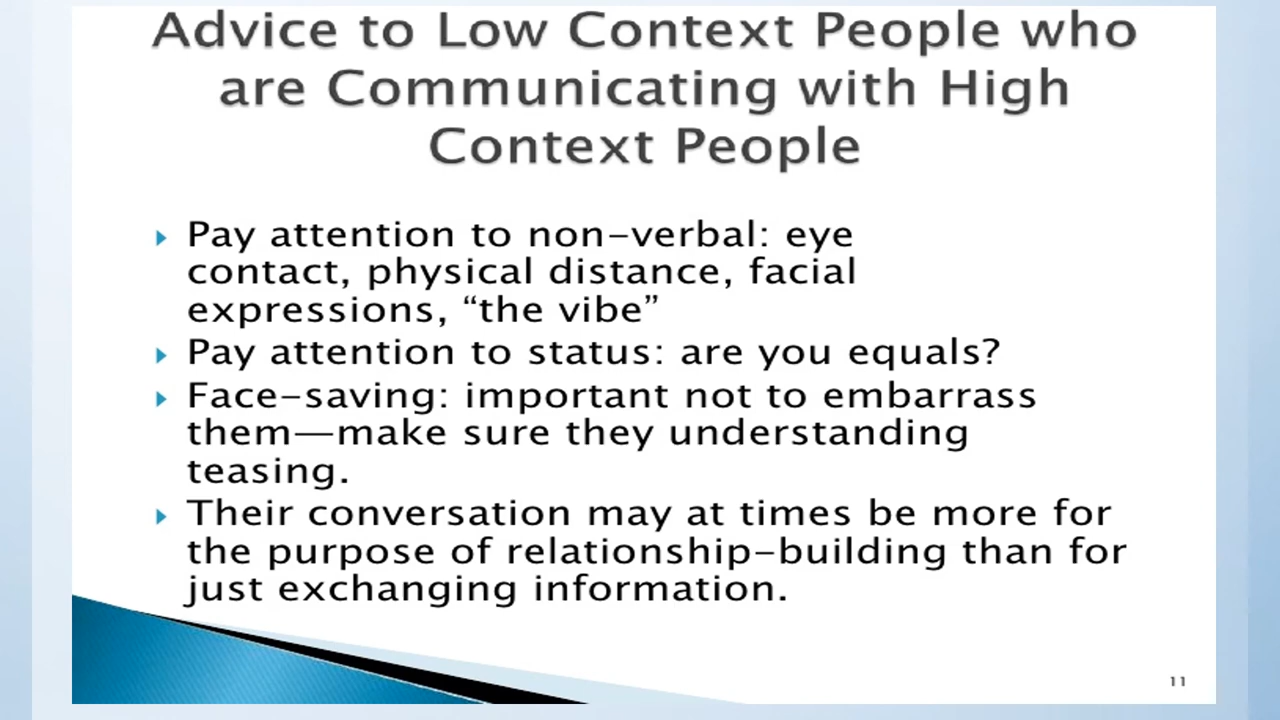 Advice to Low Context People who
are Communicating with High
Context People
Pay attention to non-verbal: eye
contact, physical distance, facial
expressions, “the vibe”
Pay attention to status: are you equals?
Face-saving: important not to embarrass
them—make sure they understanding
teasing.
Their conversation may at times be more for
the purpose of relationship-building than for
just exchanging information.
11